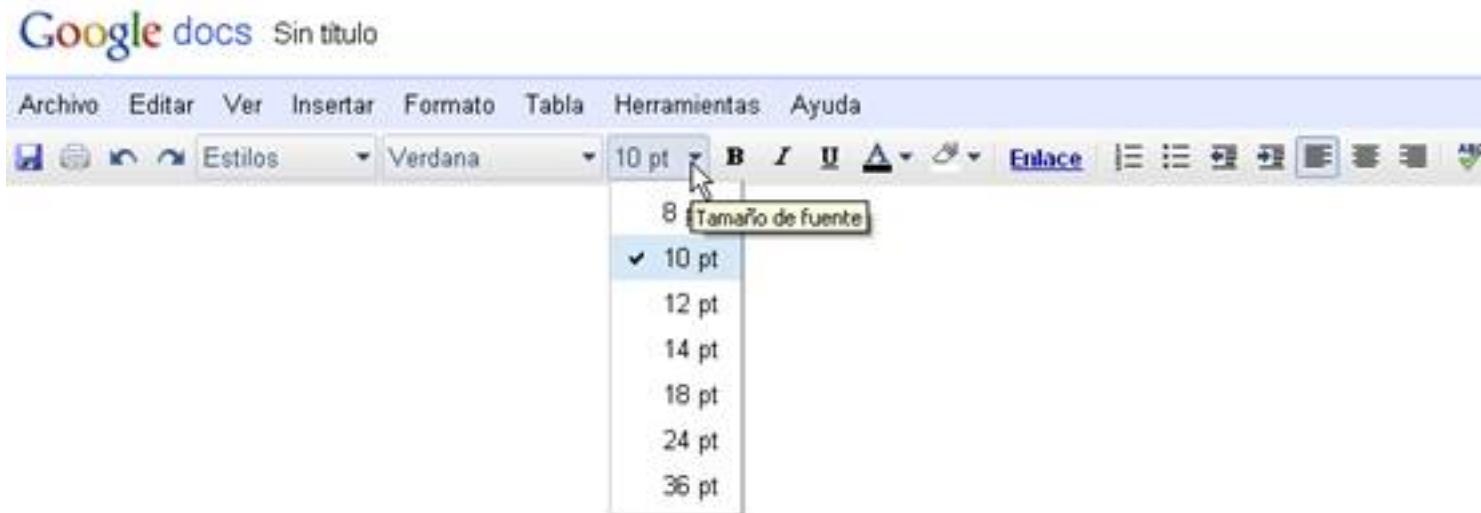 Google docs Sin título
Archivo Editar Ver Insertar Formato Tabla Herramientas Ayuda
Estilos Verdana 10 pt B I U A Enlace ABC
8
Tamaño de fuente
10 pt
12 pt
14 pt
18 pt
24 pt
36 pt